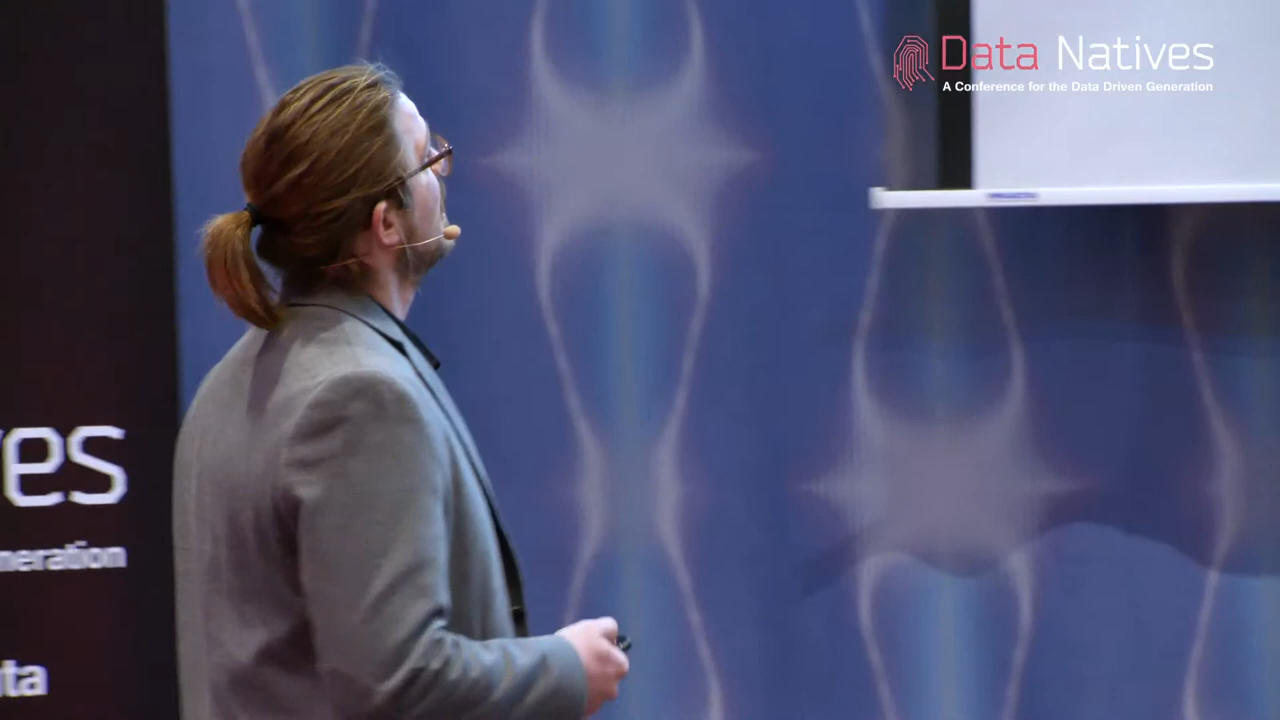 Data Natives
A Conference for the Data Driven Generation
es
neration
ta